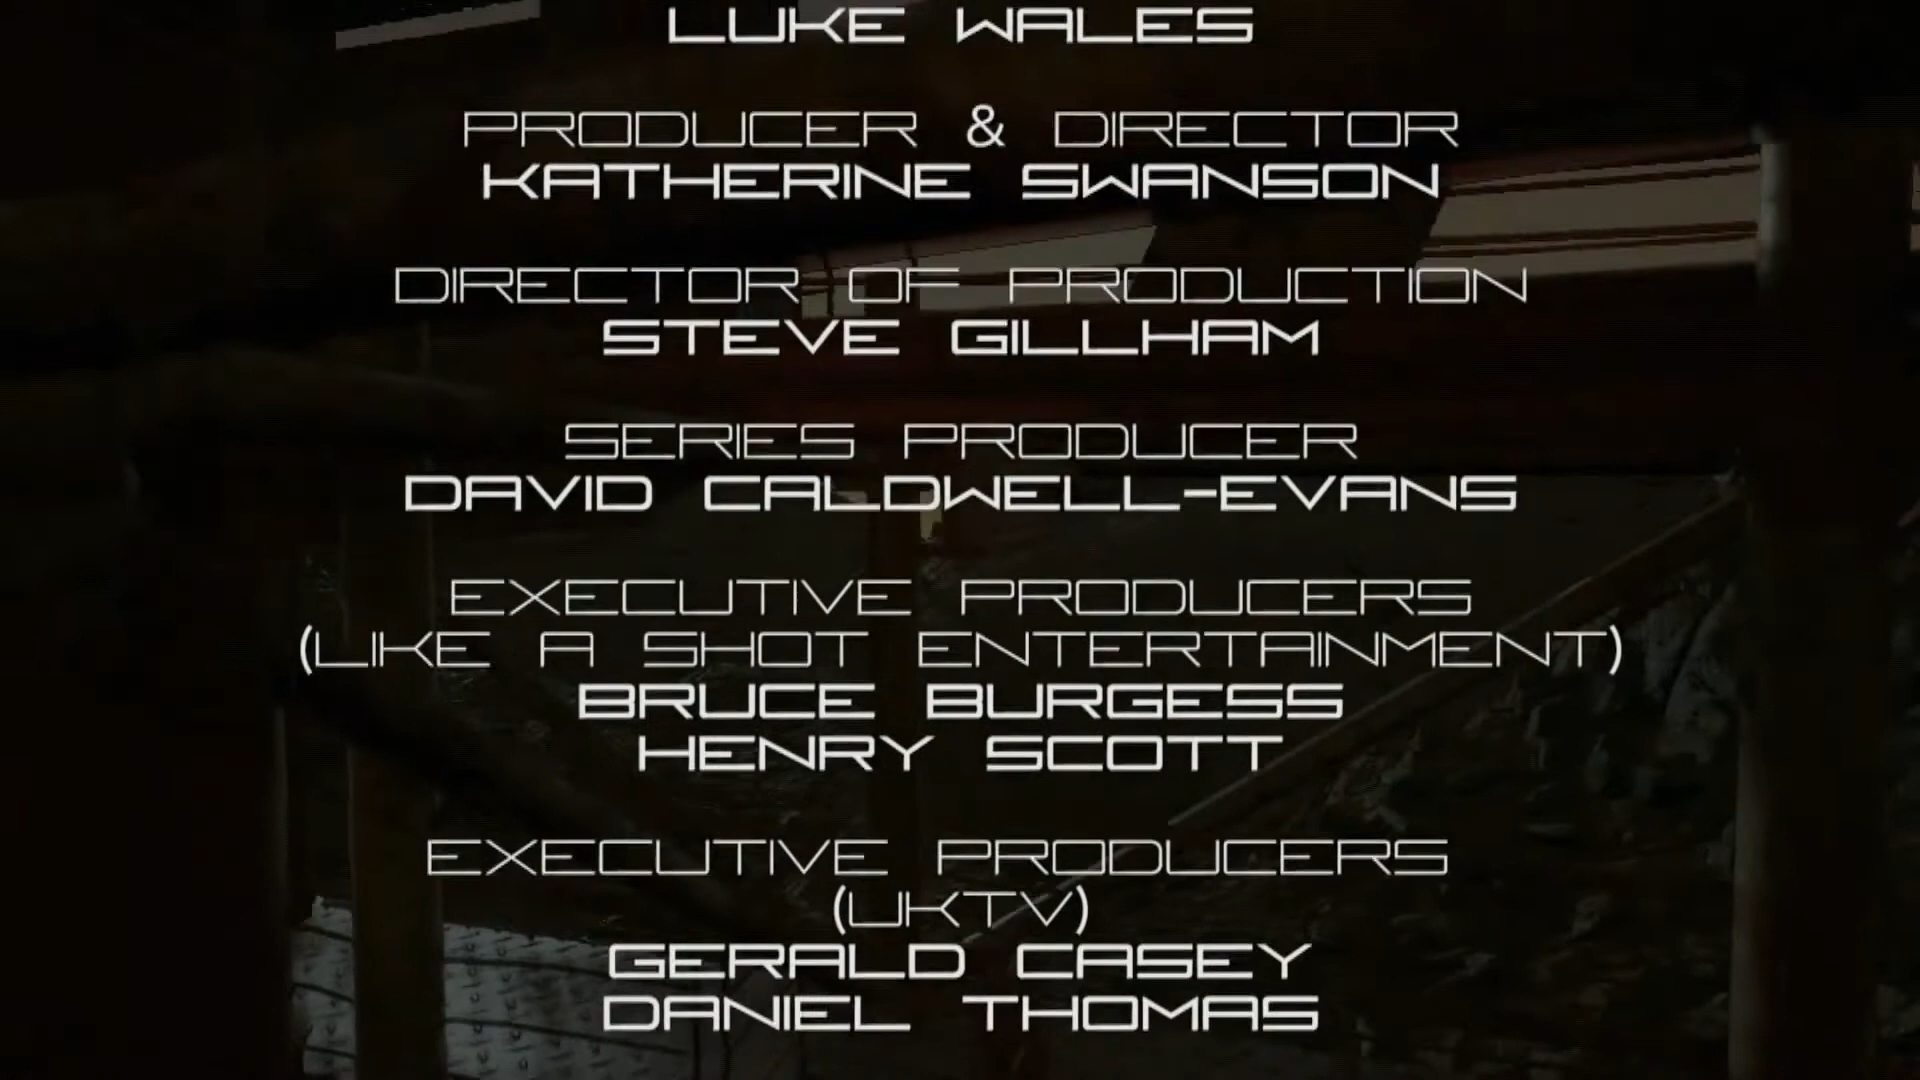 LUKE WALES
PRODUCER & DIRECTOR
KATHERINE SWANSON
DIRECTOR OF PRODUCTION
STEVE GILLHAM
SERIES PRODUCER
DAVID CALDWELL-EVANS
EXECUTIVE PRODUCERS
(LIKE A SHOT ENTERTAINMENT)
BRUCE BURGESS
HENRY SCOTT
EXECUTIVE PRODUCERS
(UKTV)
GERALD CASEY
DANIEL THOMAS